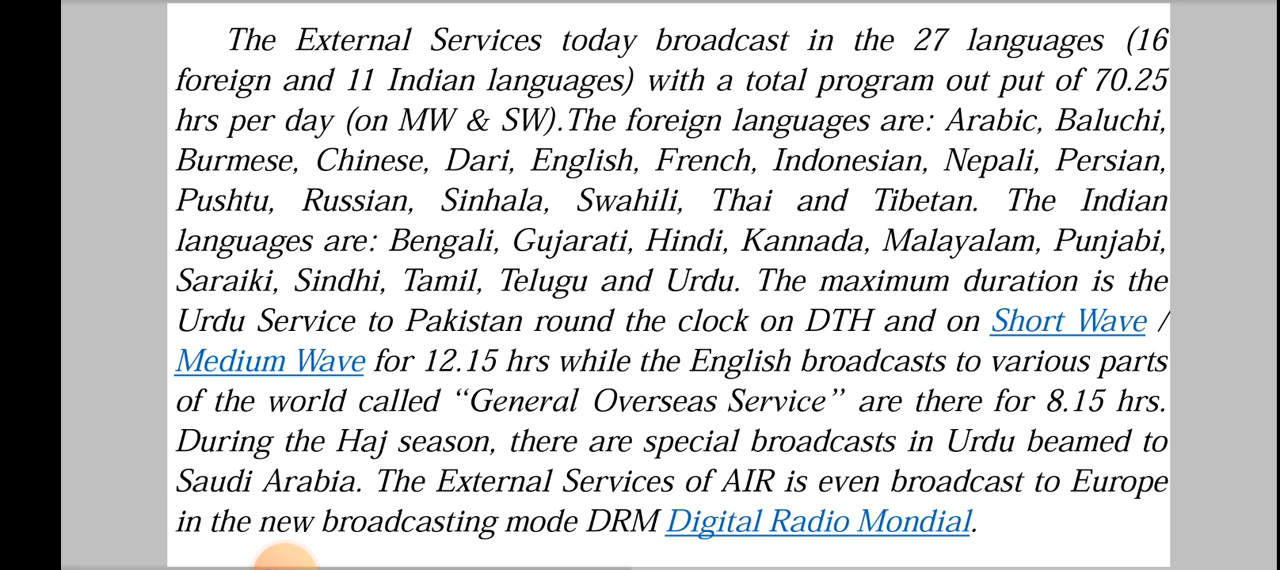 The External Services today broadcast in the 27 languages (16
foreign and 11 Indian languages) with a total program out put of 70.25
hrs per day (on MW & SW).The foreign languages are: Arabic, Baluchi,
Burmese, Chinese, Dari, English, French, Indonesian, Nepali, Persian,
Pushtu, Russian, Sinhala, Swahili, Thai and Tibetan. The Indian
languages are: Bengali, Gujarati, Hindi, Kannada, Malayalam, Punjabi,
Saraiki, Sindhi, Tamil, Telugu and Urdu. The maximum duration is the
Urdu Service to Pakistan round the clock on DTH and on Short Wave /
Medium Wave for 12.15 hrs while the English broadcasts to various parts
of the world called “General Overseas Service” are there for 8.15 hrs.
During the Haj season, there are special broadcasts in Urdu beamed to
Saudi Arabia. The External Services of AIR is even broadcast to Europe
in the new broadcasting mode DRM Digital Radio Mondial.